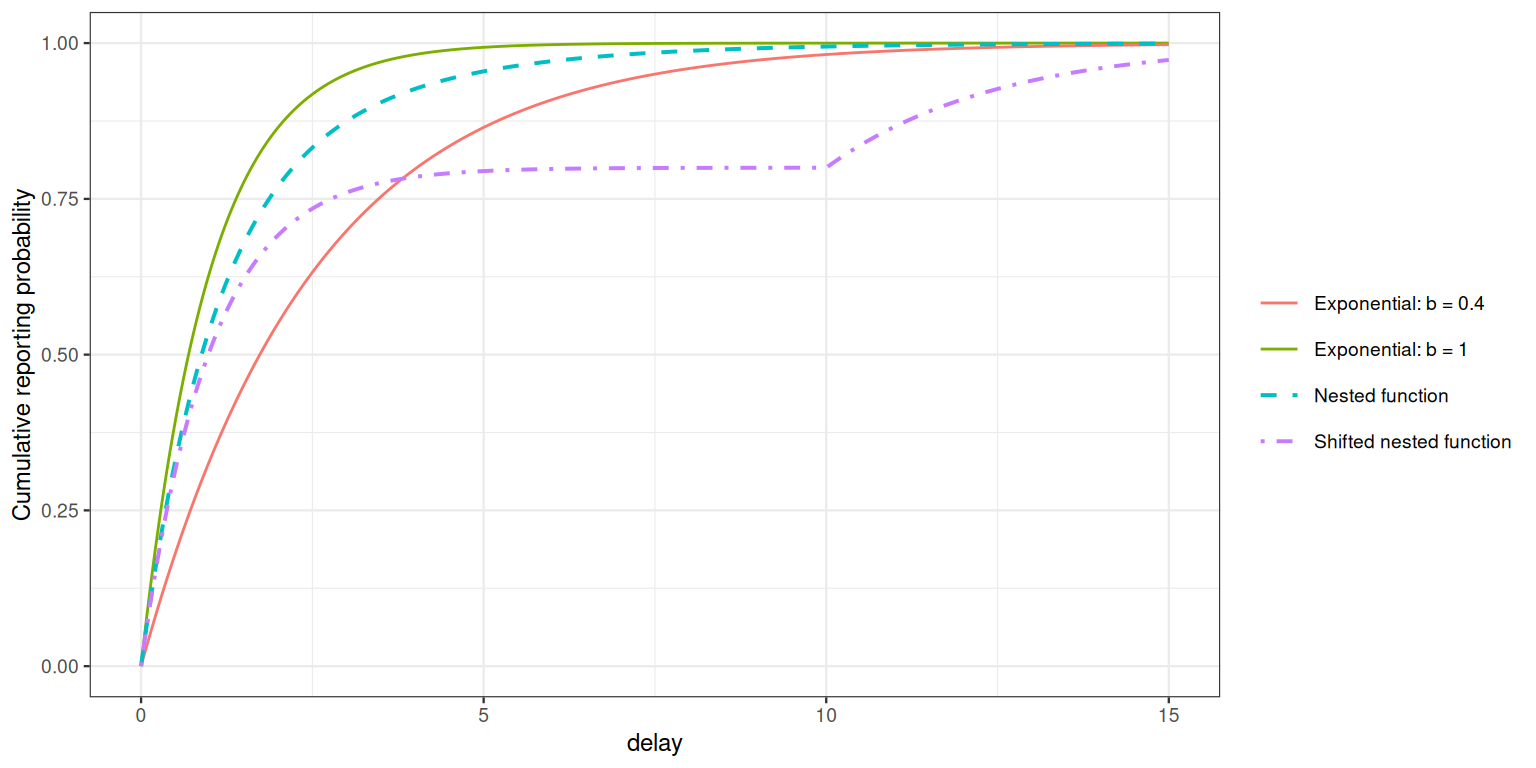 1.00
0.75
0.50
0.25
0.00
Cumulative reporting probability
0
5
10
15
delay
Exponential: b = 0.4
Exponential: b = 1
Nested function
Shifted nested function